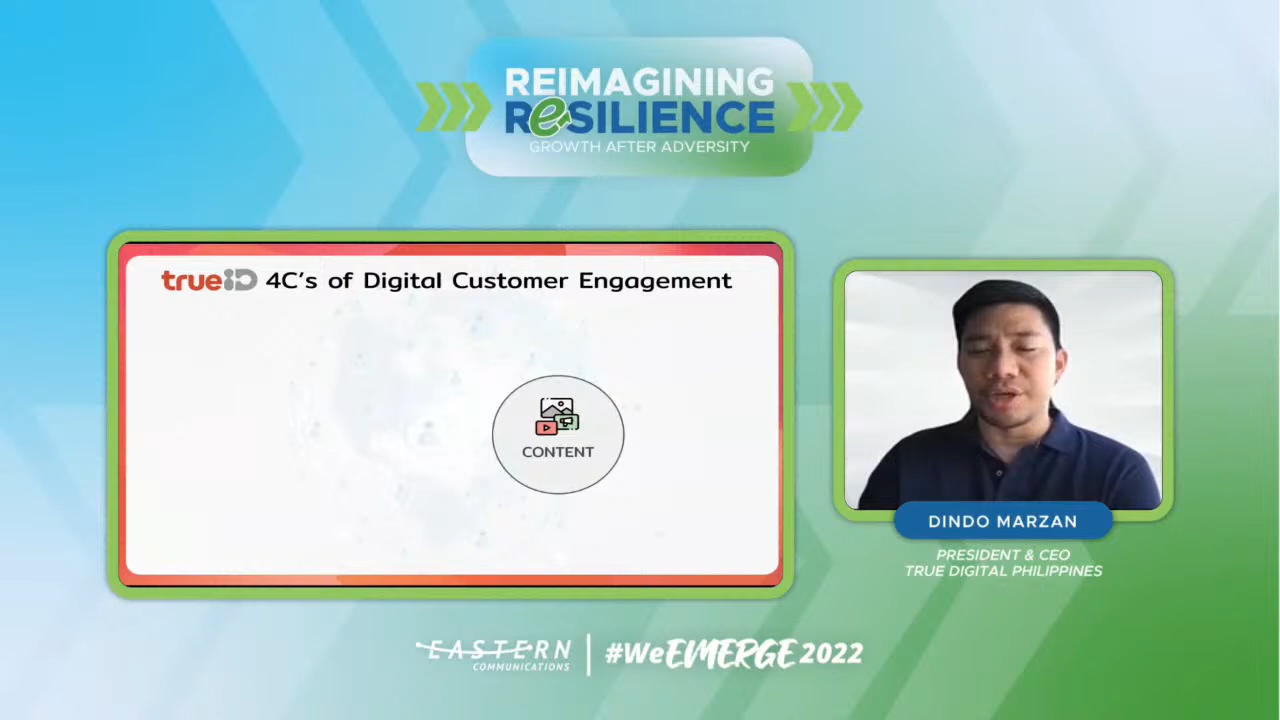 REIMAGINING
ReSILIENCE
GROWTH AFTER ADVERSITY
trueID 4C's of Digital Customer Engagement
CONTENT
DINDO MARZAN
PRESIDENT & CEO
TRUE DIGITAL PHILIPPINES
EASTERN
COMMUNICATIONS
#WeEMERGE2022